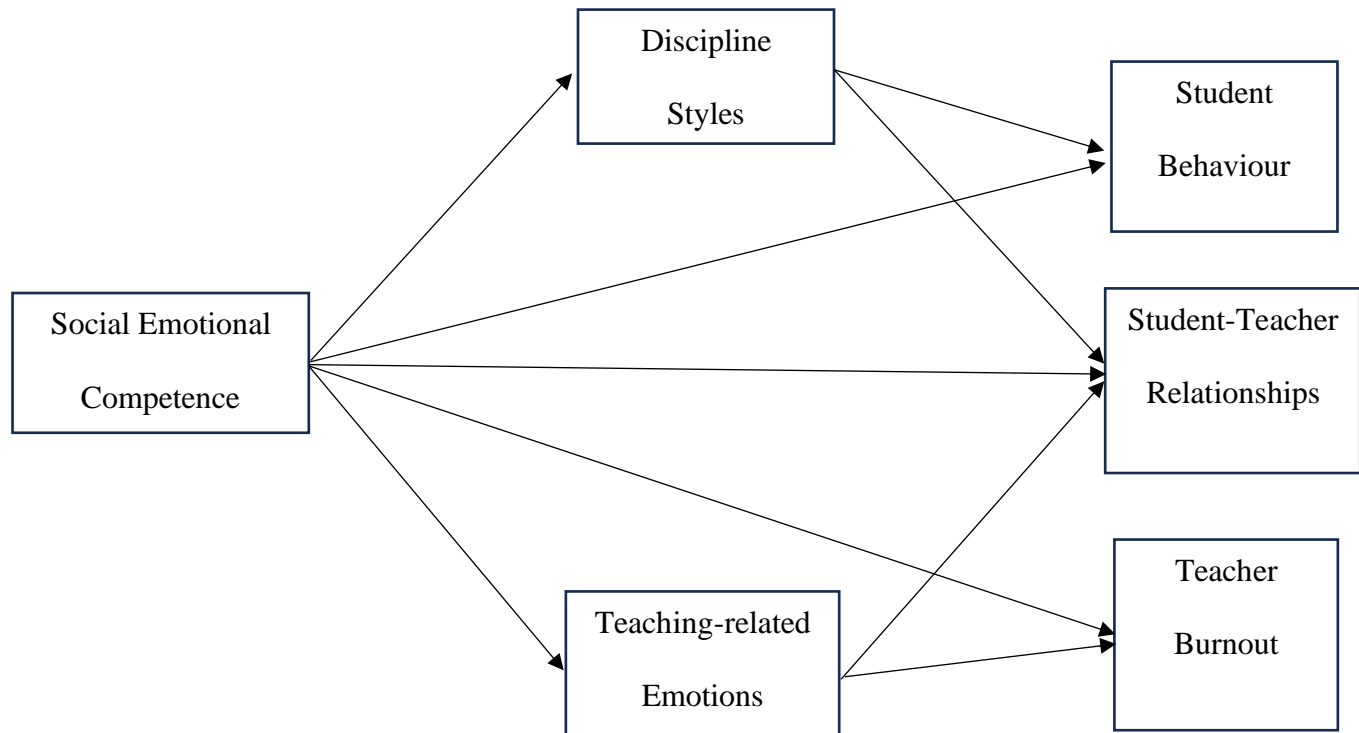 Discipline
Styles
Student
Behaviour
Social Emotional
Competence
Student-Teacher
Relationships
Teaching-related
Emotions
Teacher
Burnout